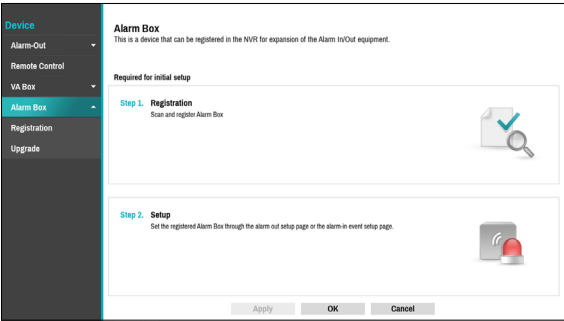 Device
Alarm-Out
Remote Control
VA Box
Alarm Box
Registration
Upgrade
Alarm Box
This is a device that can be registered in the NVR for expansion of the Alarm In/Out equipment.
Required for initial setup
Step 1. Registration
Scan and register Alarm Box
Step 2. Setup
Set the registered Alarm Box through the alarm out setup page or the alarm-in event setup page.
Apply OK Cancel